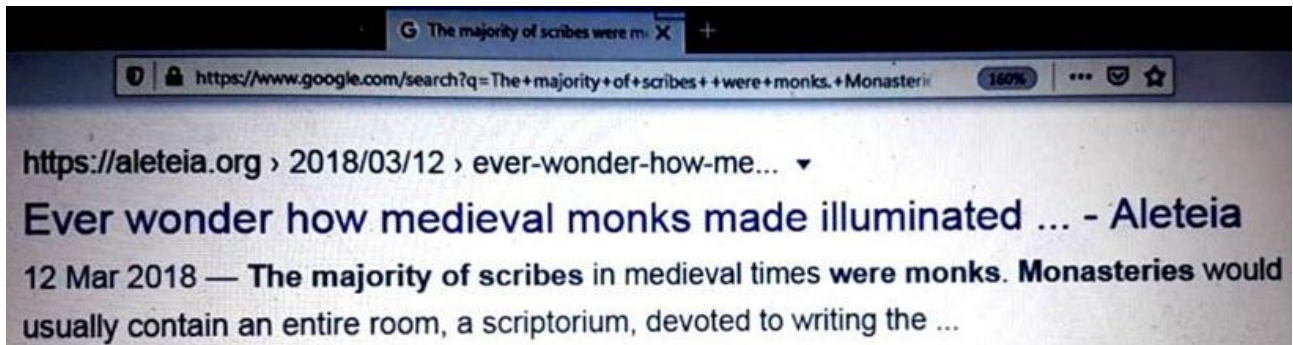 G The majority of scribes were m
https://www.google.com/search?q=The+majority+of+scribes++were+monks.+Monasteri 160%
https://aleteia.org › 2018/03/12 › ever-wonder-how-me...
Ever wonder how medieval monks made illuminated ... - Aleteia
12 Mar 2018 — The majority of scribes in medieval times were monks. Monasteries would
usually contain an entire room, a scriptorium, devoted to writing the ...